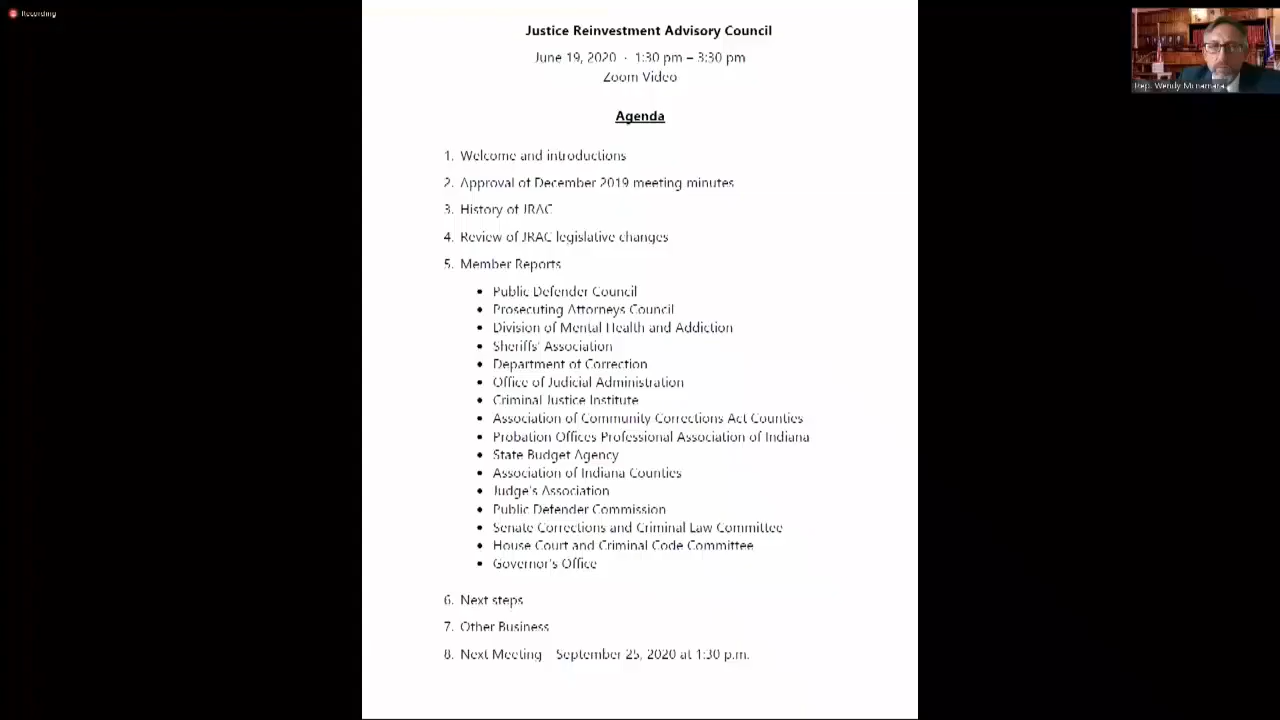 Recording
Justice Reinvestment Advisory Council
June 19, 2020 · 1:30 pm – 3:30 pm
Zoom Video
Rep. Wendy McNamara
Agenda
1. Welcome and introductions
2. Approval of December 2019 meeting minutes
3. History of JRAC
4. Review of JRAC legislative changes
5. Member Reports
• Public Defender Council
• Prosecuting Attorneys Council
• Division of Mental Health and Addiction
• Sheriffs' Association
• Department of Correction
• Office of Judicial Administration
• Criminal Justice Institute
• Association of Community Corrections Act Counties
• Probation Offices Professional Association of Indiana
• State Budget Agency
• Association of Indiana Counties
• Judge's Association
• Public Defender Commission
• Senate Corrections and Criminal Law Committee
• House Court and Criminal Code Committee
• Governor's Office
6. Next steps
7. Other Business
8. Next Meeting – September 25, 2020 at 1:30 p.m.